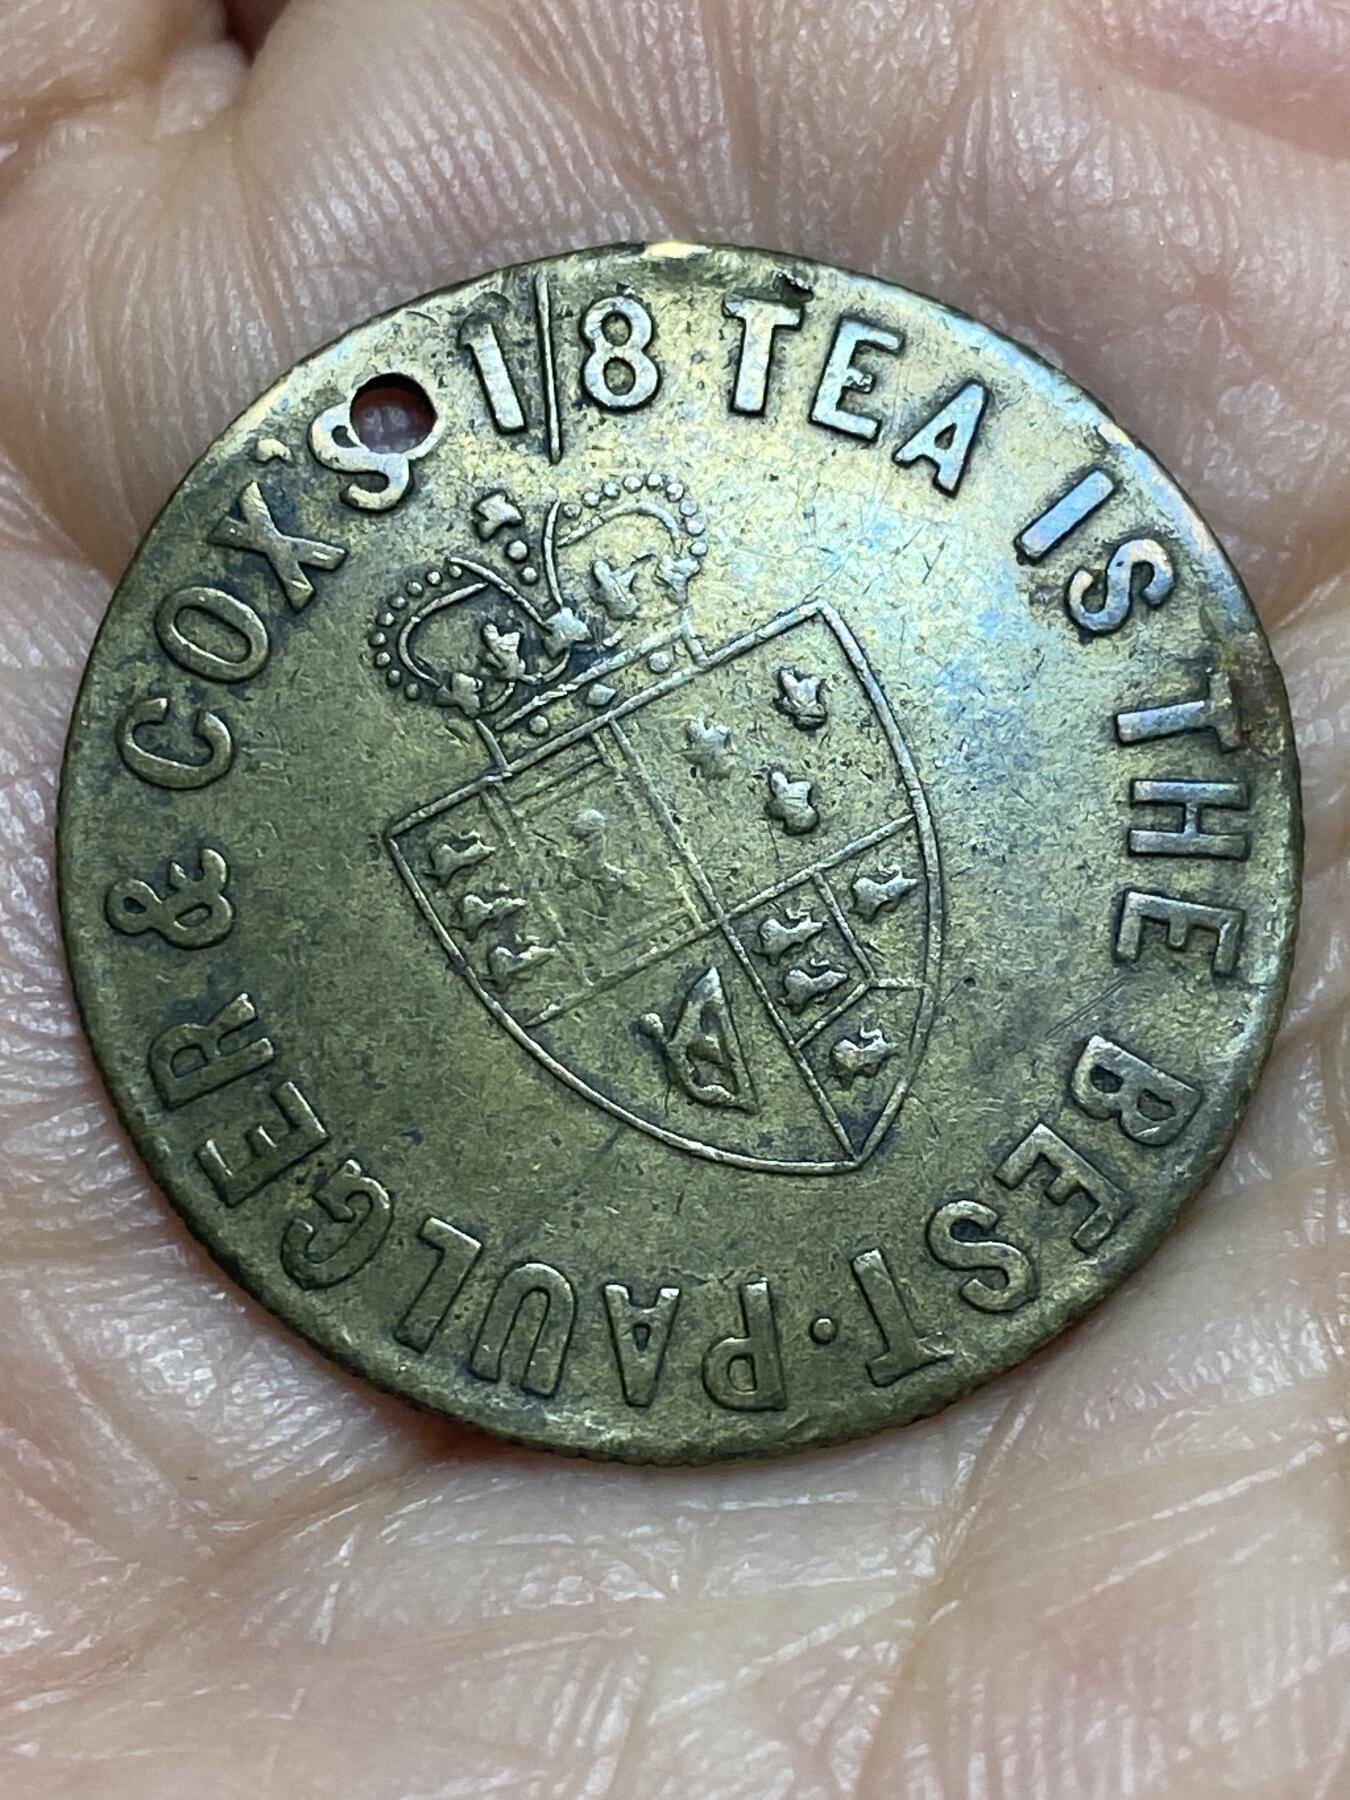 PAULGER & COX'S 1/8 TEA IS THE BEST ·